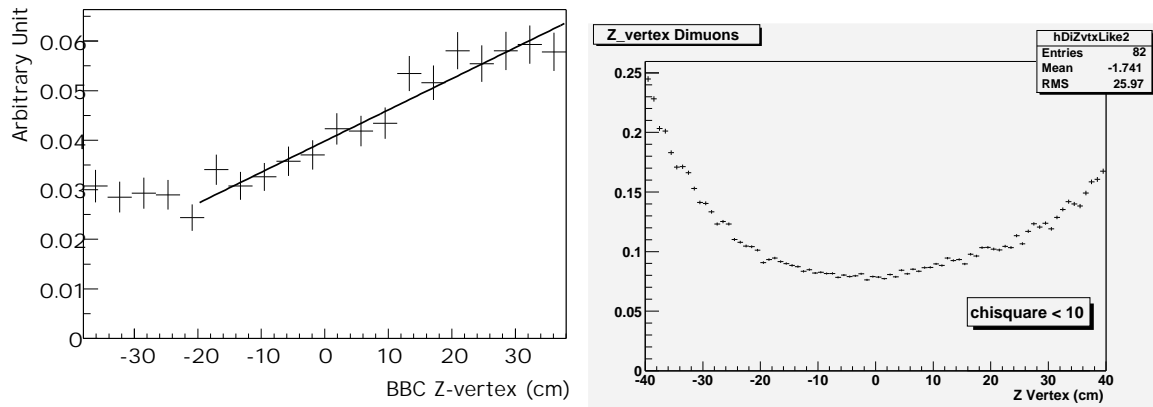 Arbitrary Unit
0.06
0.05
0.04
0.03
0.02
0.01
0
-30 -20 -10 0 10 20 30
BBC Z-vertex (cm)
Z_vertex Dimuons
hDiZvtxLike2
Entries 82
Mean -1.741
RMS 25.97
0.25
0.2
0.15
0.1
0.05
0
chisquare < 10
-40 -30 -20 -10 0 10 20 30 40
Z Vertex (cm)